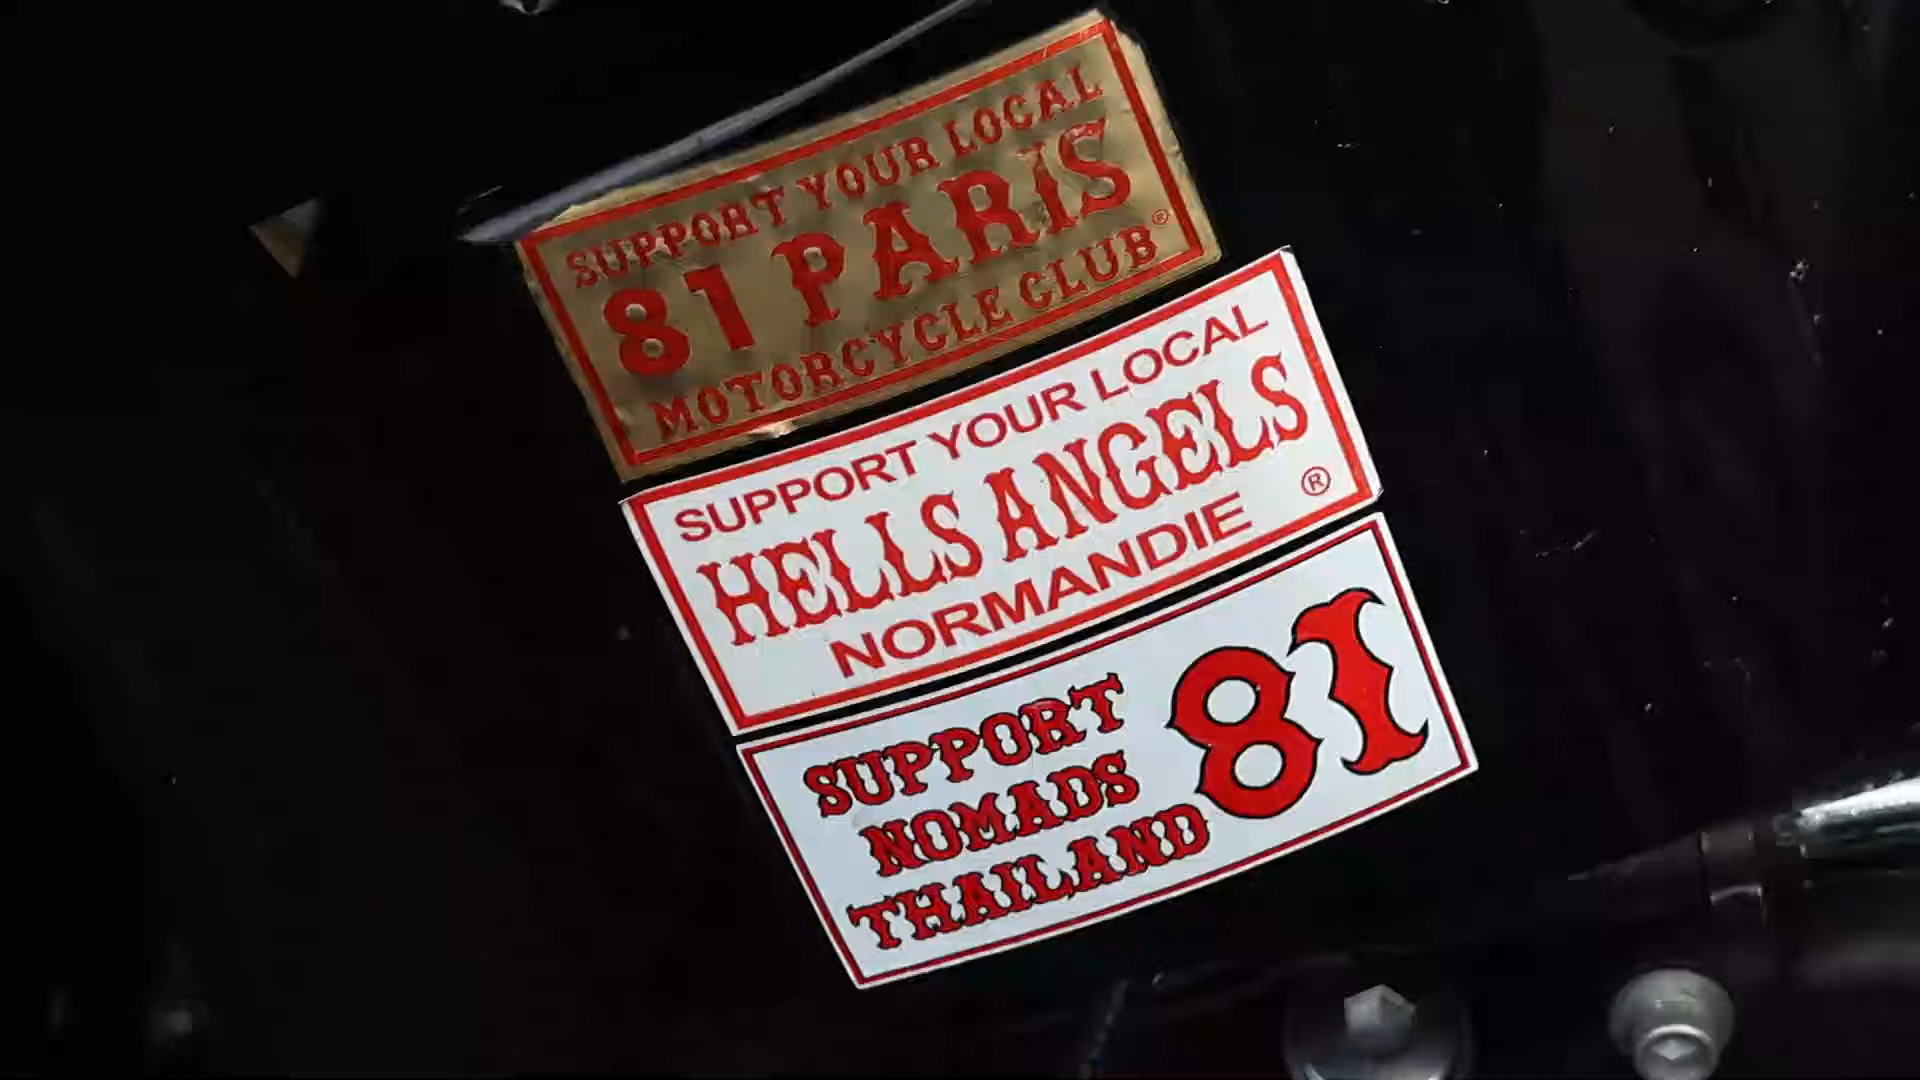 SUPPORT YOUR LOCAL
81 PARIS
MOTORCYCLE CLUB®
SUPPORT YOUR LOCAL
HELLS ANGELS
NORMANDIE ®
SUPPORT 81
NOMADS
THAILAND